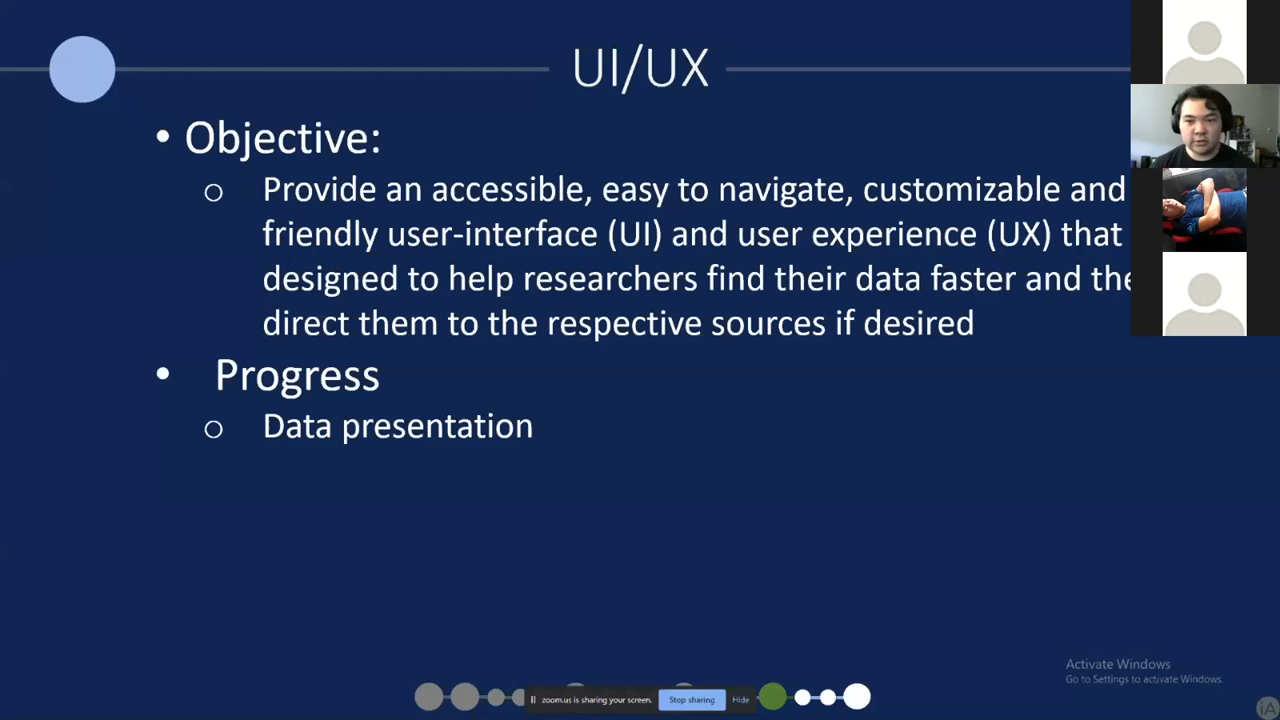 UI/UX
• Objective:
o Provide an accessible, easy to navigate, customizable and
friendly user-interface (UI) and user experience (UX) that
designed to help researchers find their data faster and the
direct them to the respective sources if desired
• Progress
o Data presentation
Activate Windows
Go to Settings to activate Windows.
zoom.us is sharing your screen. Stop sharing Hide
iA